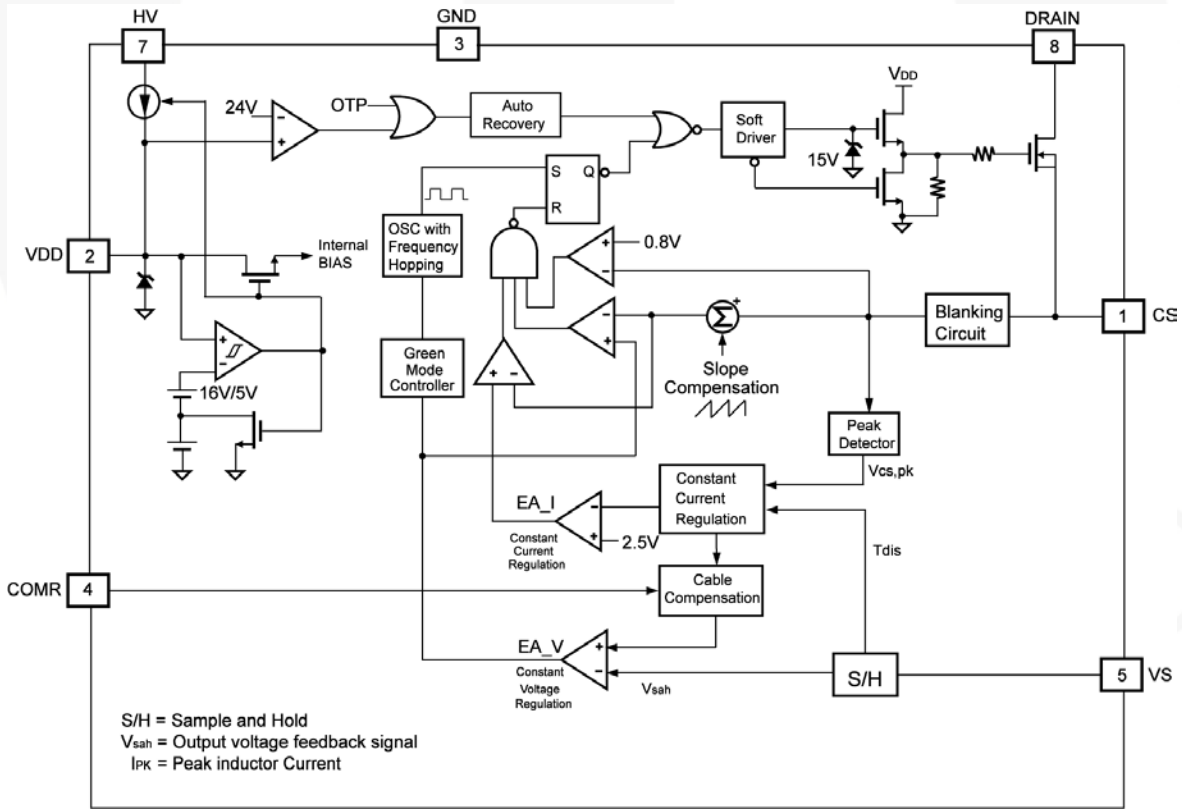 HV
7
GND
3
DRAIN
8
24V
−
+
OTP
Auto
Recovery
Soft
Driver
VDD
15V
S
Q
R
OSC with
Frequency
Hopping
+
−
0.8V
VDD
2
Internal
BIAS
−
+
Σ
+
Blanking
Circuit
1
CS
Green
Mode
Controller
+
−
16V/5V
+
−
Slope
Compensation
Peak
Detector
Vcs,pk
Constant
Current
Regulation
EA_I
−
+
2.5V
Constant
Current
Regulation
Tdis
COMR
4
Cable
Compensation
EA_V
+
−
Constant
Voltage
Regulation
Vsah
S/H
5
VS
S/H = Sample and Hold
Vsah = Output voltage feedback signal
IPK = Peak inductor Current